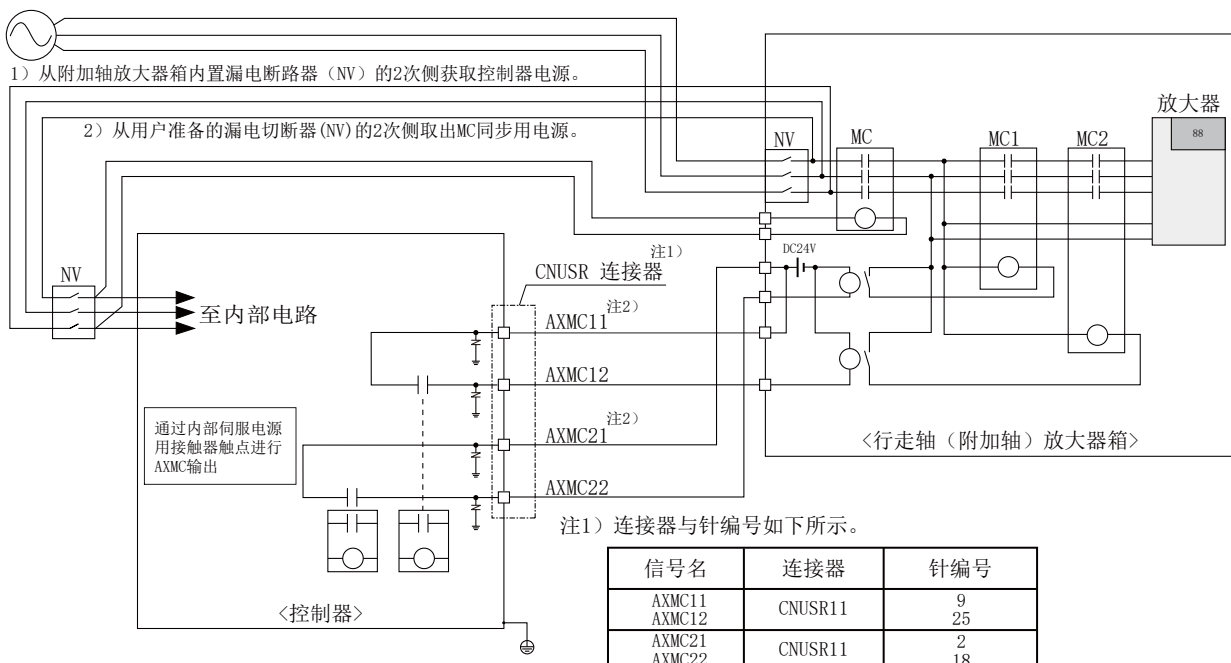 1）从附加轴放大器箱内置漏电断路器（NV）的2次侧获取控制器电源。
2）从用户准备的漏电切断器(NV)的2次侧取出MC同步用电源。
放大器
88
NV
MC
MC1
MC2
DC24V
NV
至内部电路
CNUSR 连接器 注1）
AXMC11 注2）
AXMC12
AXMC21 注2）
AXMC22
通过内部伺服电源
用接触器触点进行
AXMC输出
<行走轴（附加轴）放大器箱>
<控制器>
注1）连接器与针编号如下所示。
信号名 连接器 针编号
AXMC11 CNUSR11 9
AXMC12 25
AXMC21 CNUSR11 2
AXMC22 18